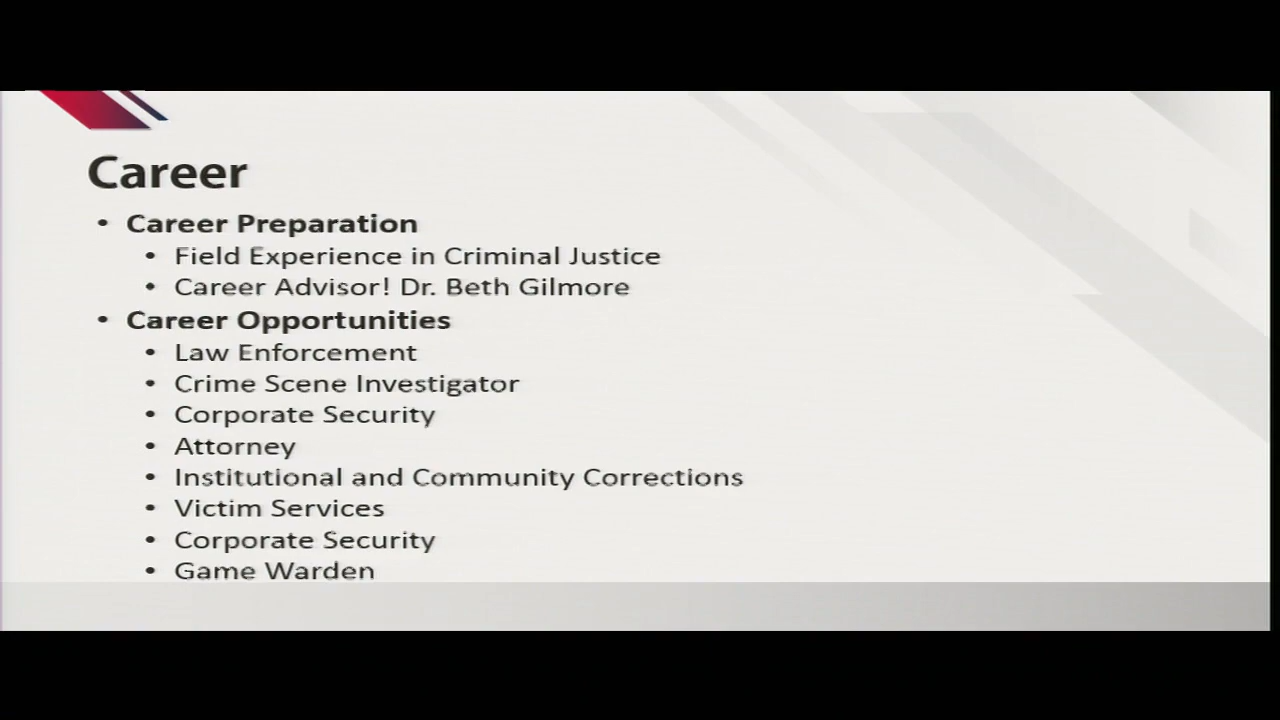 Career
• Career Preparation
• Field Experience in Criminal Justice
• Career Advisor! Dr. Beth Gilmore
• Career Opportunities
• Law Enforcement
• Crime Scene Investigator
• Corporate Security
• Attorney
• Institutional and Community Corrections
• Victim Services
• Corporate Security
• Game Warden